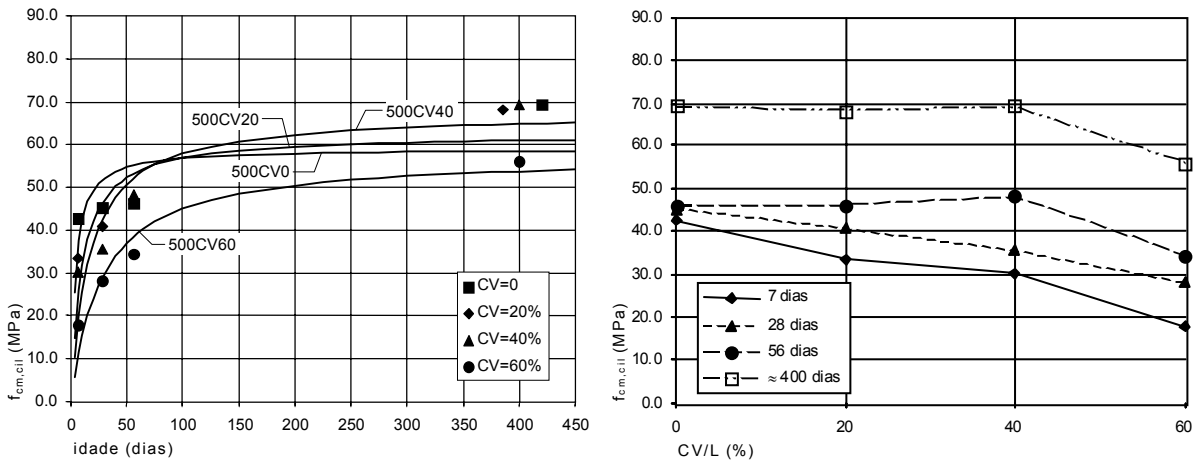 90.0
80.0
70.0
60.0
50.0
40.0
30.0
20.0
10.0
0.0
f cm,cil (MPa)
500CV20
500CV40
500CV0
500CV60
CV=0
CV=20%
CV=40%
CV=60%
0 50 100 150 200 250 300 350 400 450
idade (dias)
90.0
80.0
70.0
60.0
50.0
40.0
30.0
20.0
10.0
0.0
f cm,cil (MPa)
7 dias
28 dias
56 dias
≈ 400 dias
0 20 40 60
CV/L (%)